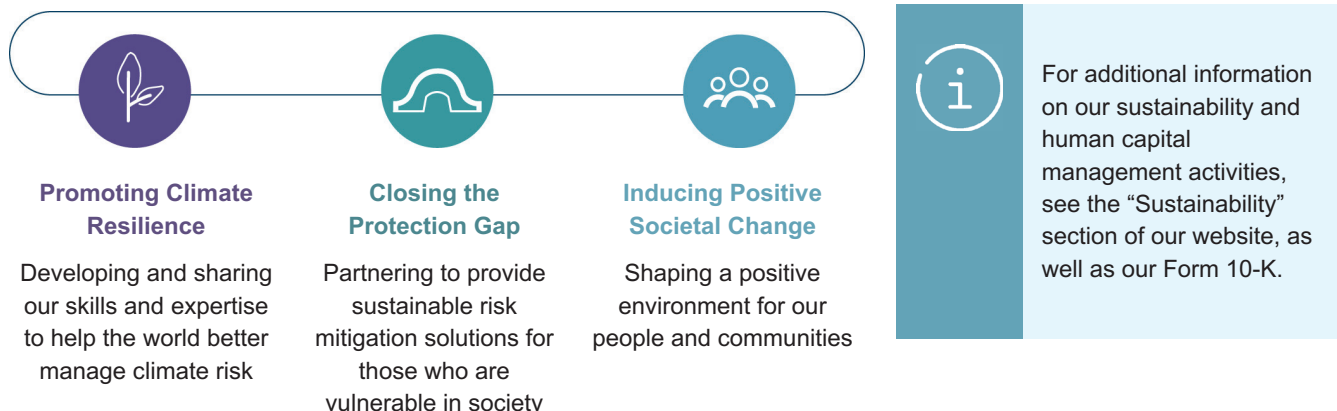 Promoting Climate
Resilience
Developing and sharing
our skills and expertise
to help the world better
manage climate risk
Closing the
Protection Gap
Partnering to provide
sustainable risk
mitigation solutions for
those who are
vulnerable in society
Inducing Positive
Societal Change
Shaping a positive
environment for our
people and communities
i
For additional information
on our sustainability and
human capital
management activities,
see the “Sustainability”
section of our website, as
well as our Form 10-K.